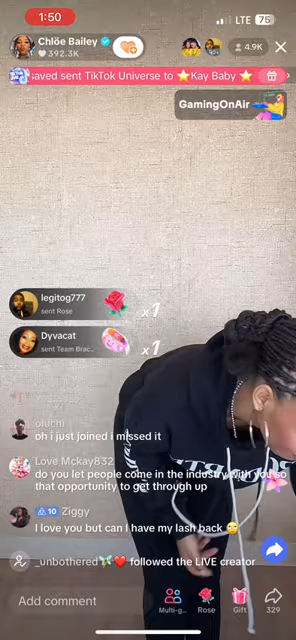 1:50
LTE 75
Chlöe Bailey
392.3K
4.9K
saved sent TikTok Universe to ⭐Kay Baby ⭐
GamingOnAir
legitog777
sent Rose
x1
Dyvacat
sent Team Brac...
x1
oluchi
oh i just joined i missed it
Love Mckay832
do you let people come in the industry with you so
that opportunity to get through up
10 Ziggy
I love you but can I have my lash back 🙄
_unbothered🌿❤️ followed the LIVE creator
Add comment
Multi-g...
Rose
Gift
329